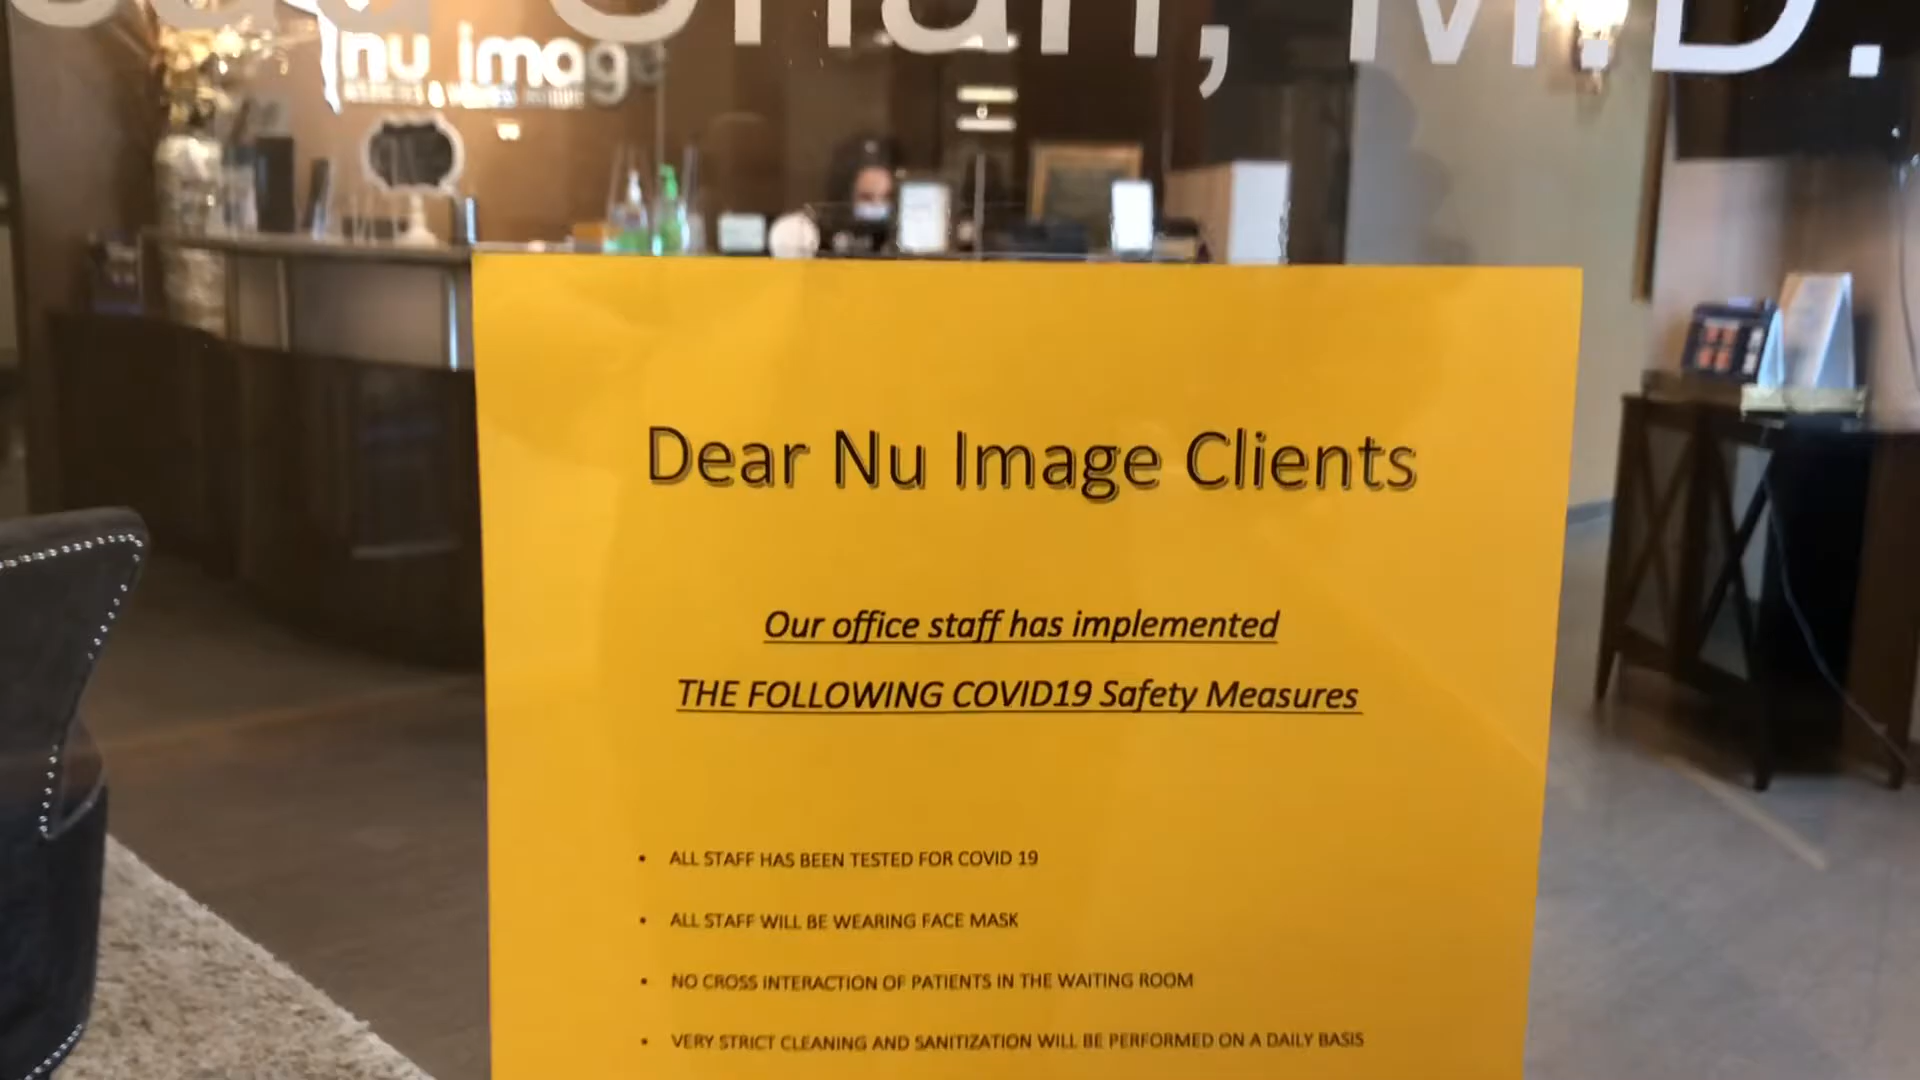 Shah, M.D.
nu image
Dear Nu Image Clients
Our office staff has implemented
THE FOLLOWING COVID19 Safety Measures
• ALL STAFF HAS BEEN TESTED FOR COVID 19
• ALL STAFF WILL BE WEARING FACE MASK
• NO CROSS INTERACTION OF PATIENTS IN THE WAITING ROOM
• VERY STRICT CLEANING AND SANITIZATION WILL BE PERFORMED ON A DAILY BASIS